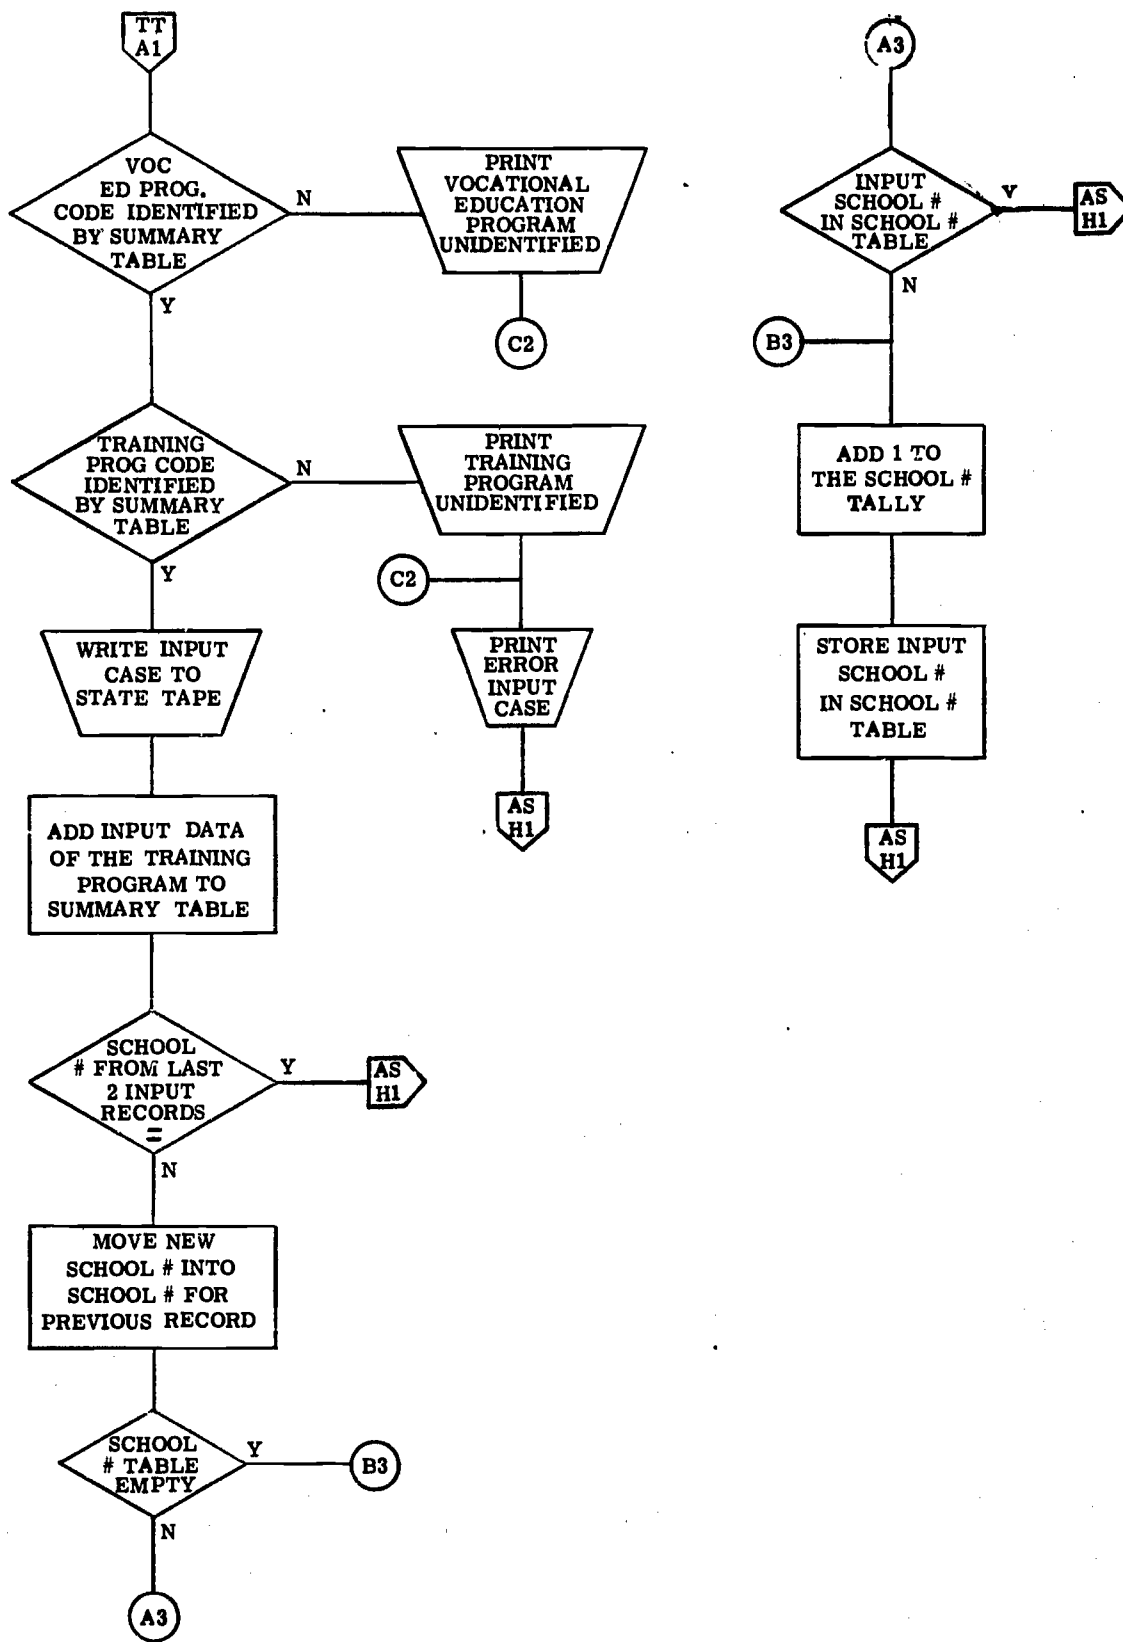 TT
A1
VOC
ED PROG.
CODE IDENTIFIED
BY SUMMARY
TABLE
N
Y
PRINT
VOCATIONAL
EDUCATION
PROGRAM
UNIDENTIFIED
C2
TRAINING
PROG CODE
IDENTIFIED
BY SUMMARY
TABLE
N
Y
PRINT
TRAINING
PROGRAM
UNIDENTIFIED
C2
PRINT
ERROR
INPUT
CASE
AS
H1
WRITE INPUT
CASE TO
STATE TAPE
ADD INPUT DATA
OF THE TRAINING
PROGRAM TO
SUMMARY TABLE
SCHOOL
# FROM LAST
2 INPUT
RECORDS
=
Y
AS
H1
N
MOVE NEW
SCHOOL # INTO
SCHOOL # FOR
PREVIOUS RECORD
SCHOOL
# TABLE
EMPTY
Y
B3
N
A3
A3
INPUT
SCHOOL #
IN SCHOOL #
TABLE
Y
AS
H1
N
B3
ADD 1 TO
THE SCHOOL #
TALLY
STORE INPUT
SCHOOL #
IN SCHOOL #
TABLE
AS
H1